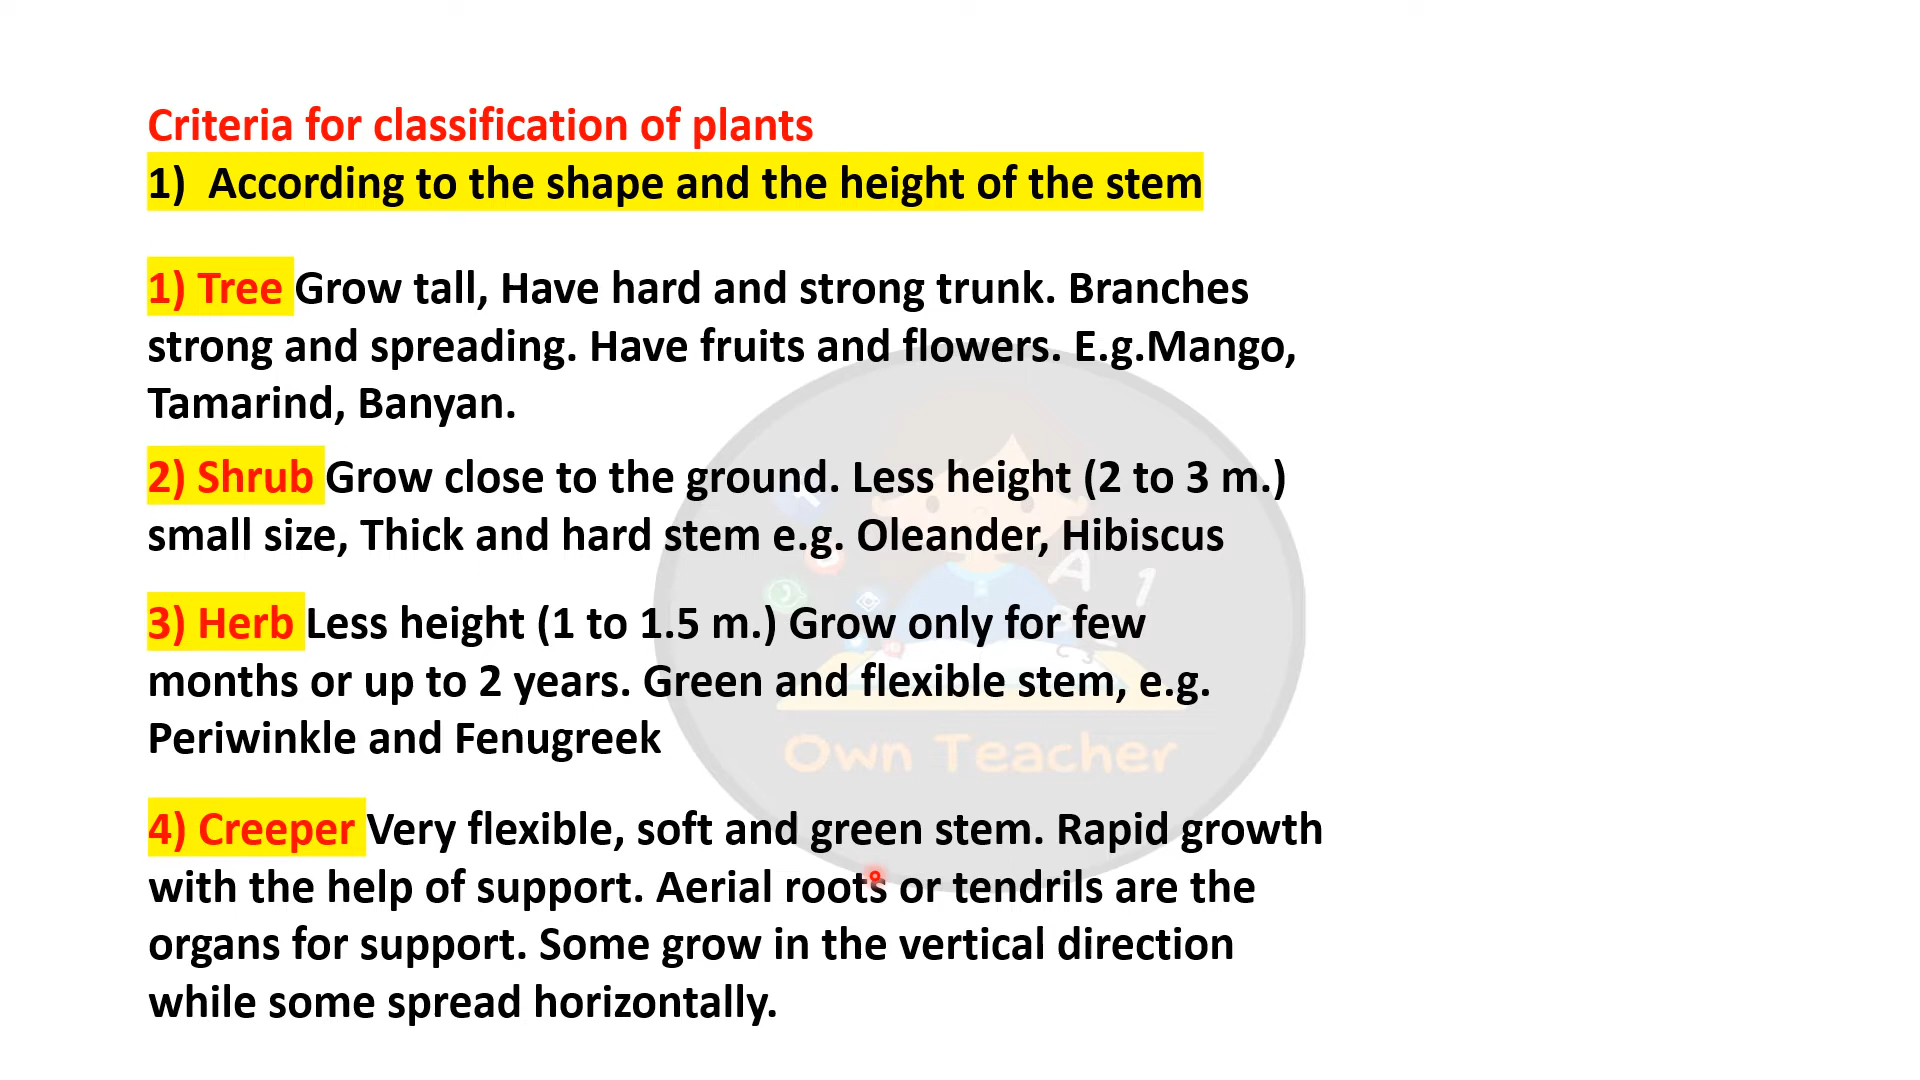 Criteria for classification of plants
1) According to the shape and the height of the stem
1) Tree Grow tall, Have hard and strong trunk. Branches
strong and spreading. Have fruits and flowers. E.g.Mango,
Tamarind, Banyan.
2) Shrub Grow close to the ground. Less height (2 to 3 m.)
small size, Thick and hard stem e.g. Oleander, Hibiscus
3) Herb Less height (1 to 1.5 m.) Grow only for few
months or up to 2 years. Green and flexible stem, e.g.
Periwinkle and Fenugreek
4) Creeper Very flexible, soft and green stem. Rapid growth
with the help of support. Aerial roots or tendrils are the
organs for support. Some grow in the vertical direction
while some spread horizontally.
A 1
Own Teacher